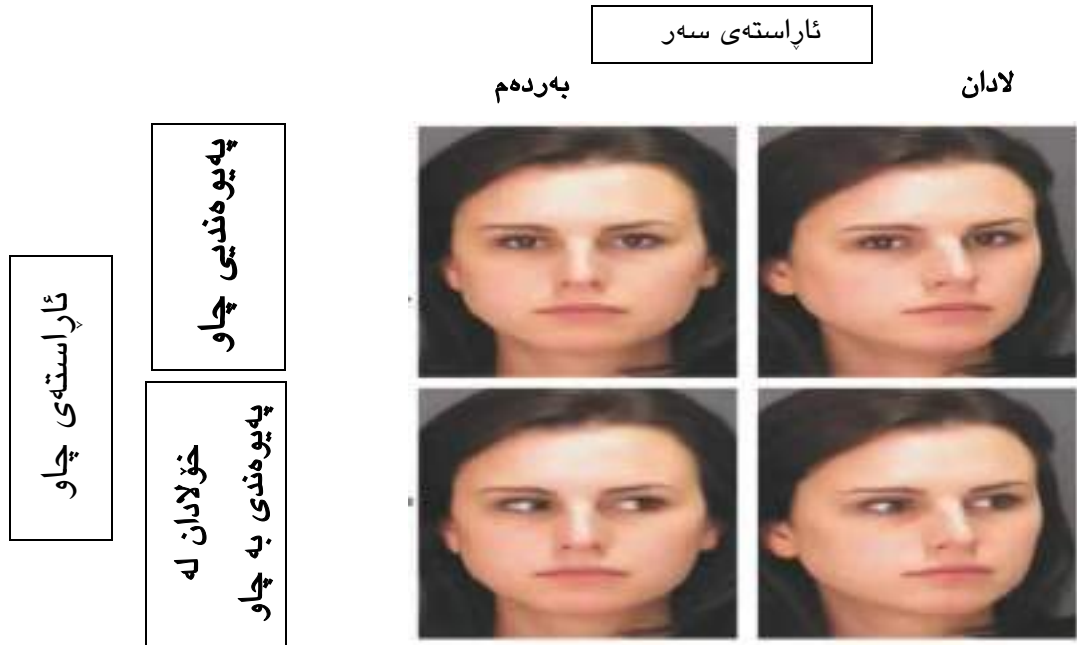 ئاڕاستەی سەر
بەردەم
لادان
ئاڕاستەی چاو
پەیوەندیی چاو
خۆلادان لە
پەیوەندی بە چاو